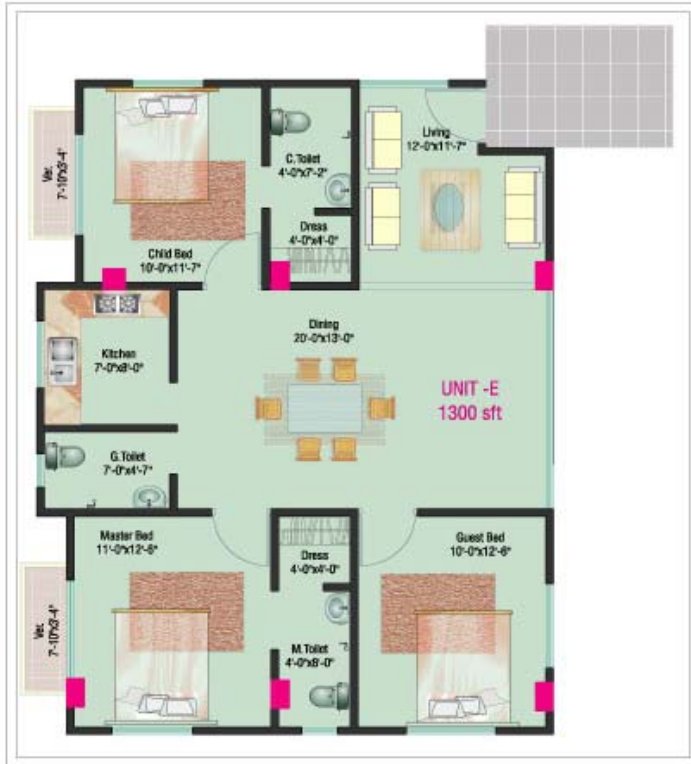 Living
12'-0"x11'-7"
C.Toilet
4'-0"x7'-2"
Ver.
7'-10"x3'-4"
Dress
4'-0"x4'-0"
Child Bed
10'-0"x11'-7"
Dining
20'-0"x13'-0"
Kitchen
7'-0"x8'-0"
UNIT -E
1300 sft
G.Toilet
7'-0"x4'-7"
Master Bed
11'-0"x12'-6"
Guest Bed
10'-0"x12'-6"
Dress
4'-0"x4'-0"
Ver.
7'-10"x3'-4"
M.Toilet
4'-0"x8'-0"